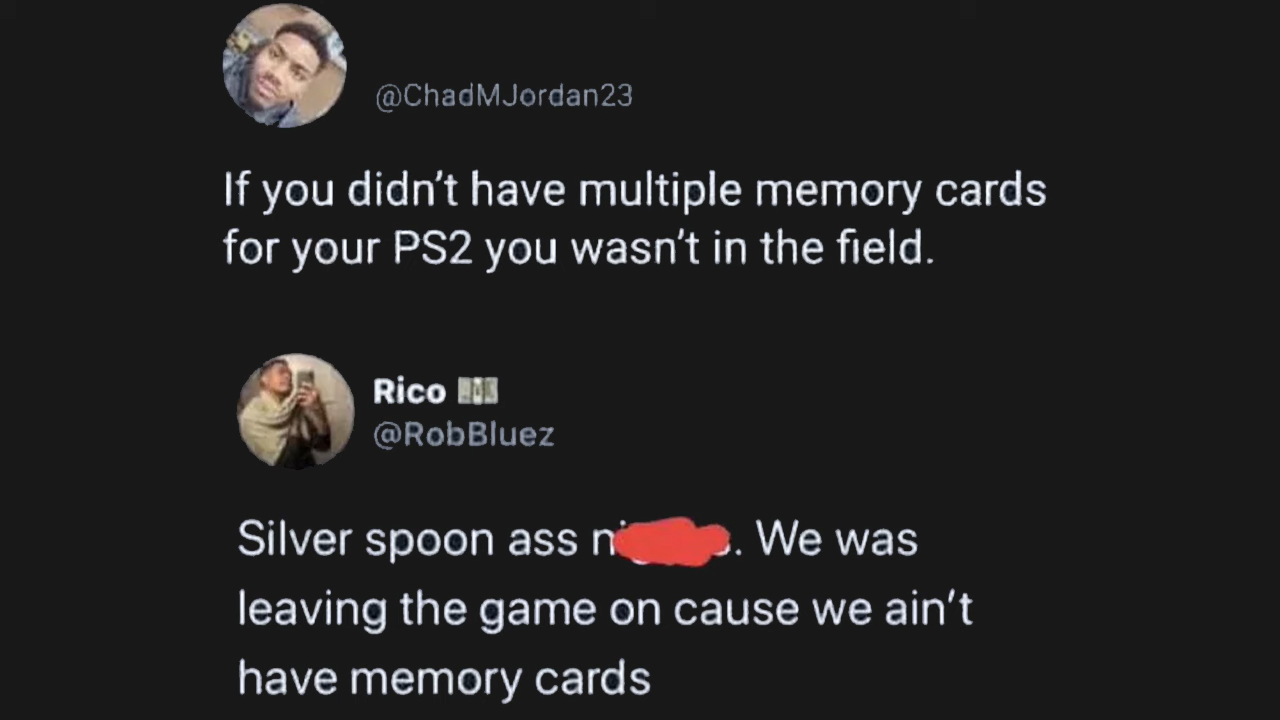 @ChadMJordan23
If you didn't have multiple memory cards
for your PS2 you wasn't in the field.
Rico
@RobBluez
Silver spoon ass . We was
leaving the game on cause we ain't
have memory cards